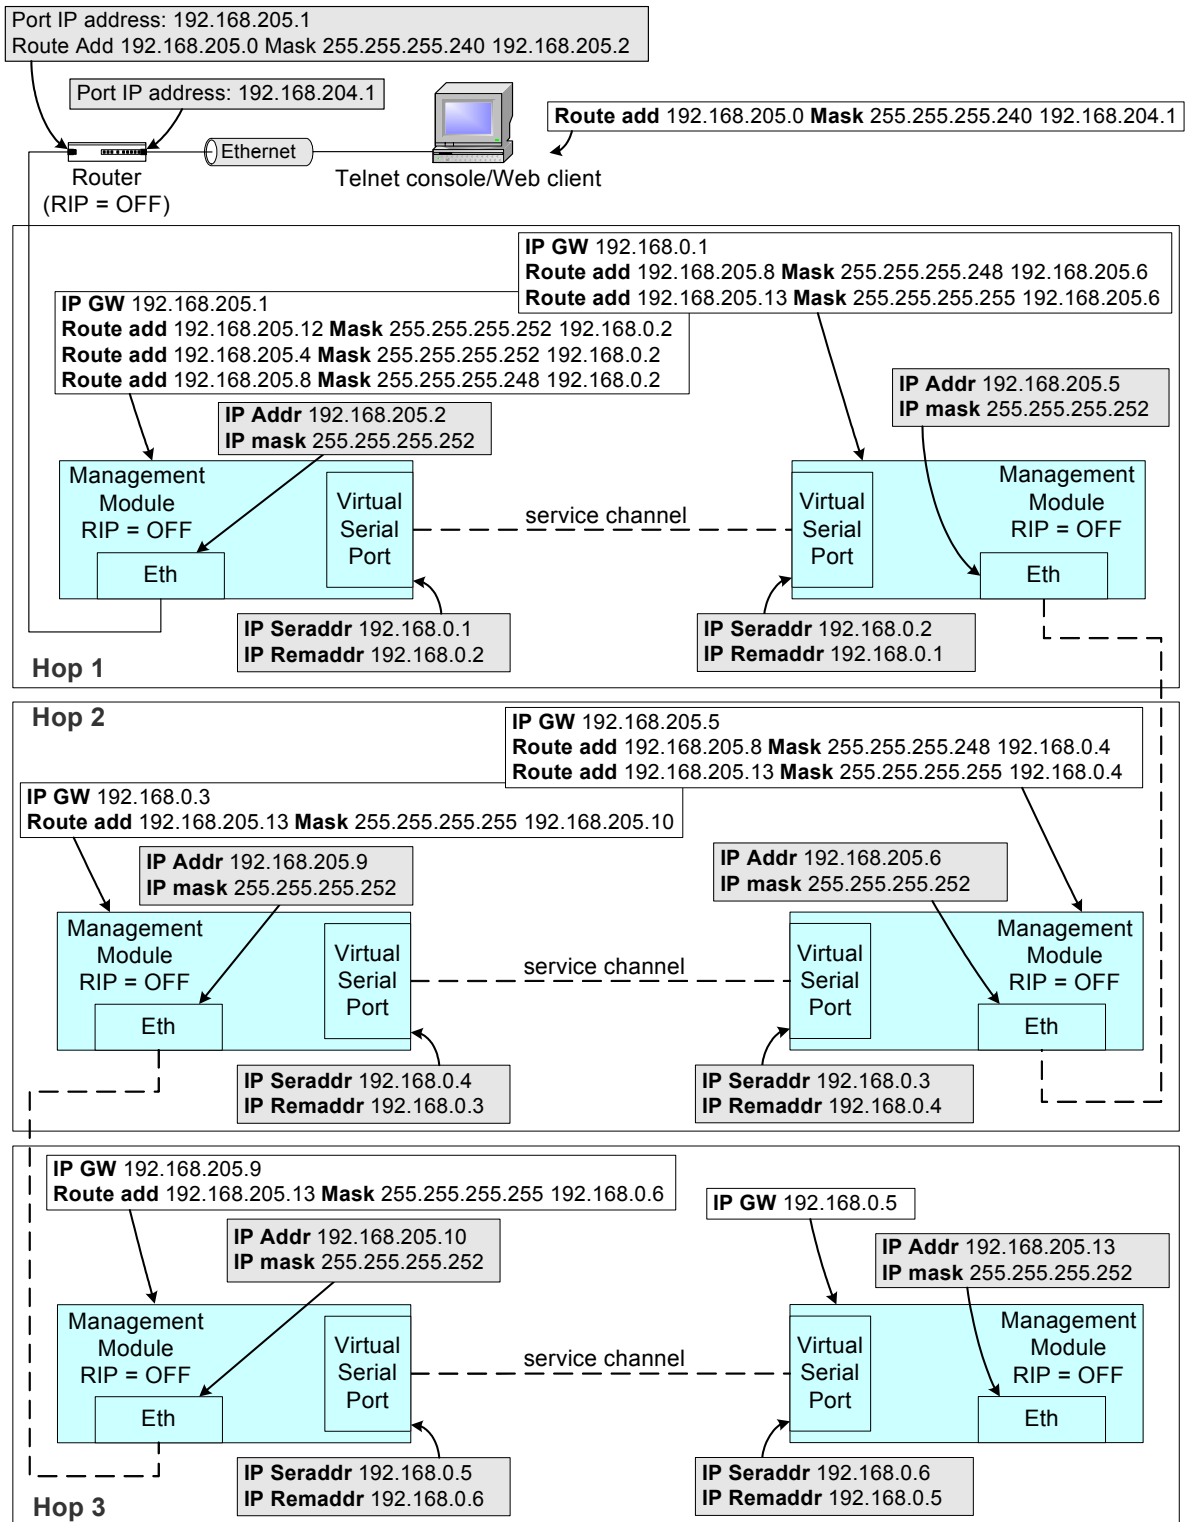 Port IP address: 192.168.205.1
Route Add 192.168.205.0 Mask 255.255.255.240 192.168.205.2
Port IP address: 192.168.204.1
Route add 192.168.205.0 Mask 255.255.255.240 192.168.204.1
Ethernet
Router
(RIP = OFF)
Telnet console/Web client
IP GW 192.168.0.1
Route add 192.168.205.8 Mask 255.255.255.248 192.168.205.6
Route add 192.168.205.13 Mask 255.255.255.255 192.168.205.6
IP GW 192.168.205.1
Route add 192.168.205.12 Mask 255.255.255.252 192.168.0.2
Route add 192.168.205.4 Mask 255.255.255.252 192.168.0.2
Route add 192.168.205.8 Mask 255.255.255.248 192.168.0.2
IP Addr 192.168.205.2
IP mask 255.255.255.252
IP Addr 192.168.205.5
IP mask 255.255.255.252
Management
Module
RIP = OFF
Eth
Virtual
Serial
Port
service channel
Virtual
Serial
Port
Management
Module
RIP = OFF
Eth
IP Seraddr 192.168.0.1
IP Remaddr 192.168.0.2
IP Seraddr 192.168.0.2
IP Remaddr 192.168.0.1
Hop 1
Hop 2
IP GW 192.168.205.5
Route add 192.168.205.8 Mask 255.255.255.248 192.168.0.4
Route add 192.168.205.13 Mask 255.255.255.255 192.168.0.4
IP GW 192.168.0.3
Route add 192.168.205.13 Mask 255.255.255.255 192.168.205.10
IP Addr 192.168.205.9
IP mask 255.255.255.252
IP Addr 192.168.205.6
IP mask 255.255.255.252
Management
Module
RIP = OFF
Eth
Virtual
Serial
Port
service channel
Virtual
Serial
Port
Management
Module
RIP = OFF
Eth
IP Seraddr 192.168.0.4
IP Remaddr 192.168.0.3
IP Seraddr 192.168.0.3
IP Remaddr 192.168.0.4
IP GW 192.168.205.9
Route add 192.168.205.13 Mask 255.255.255.255 192.168.0.6
IP GW 192.168.0.5
IP Addr 192.168.205.10
IP mask 255.255.255.252
IP Addr 192.168.205.13
IP mask 255.255.255.252
Management
Module
RIP = OFF
Eth
Virtual
Serial
Port
service channel
Virtual
Serial
Port
Management
Module
RIP = OFF
Eth
IP Seraddr 192.168.0.5
IP Remaddr 192.168.0.6
IP Seraddr 192.168.0.6
IP Remaddr 192.168.0.5
Hop 3